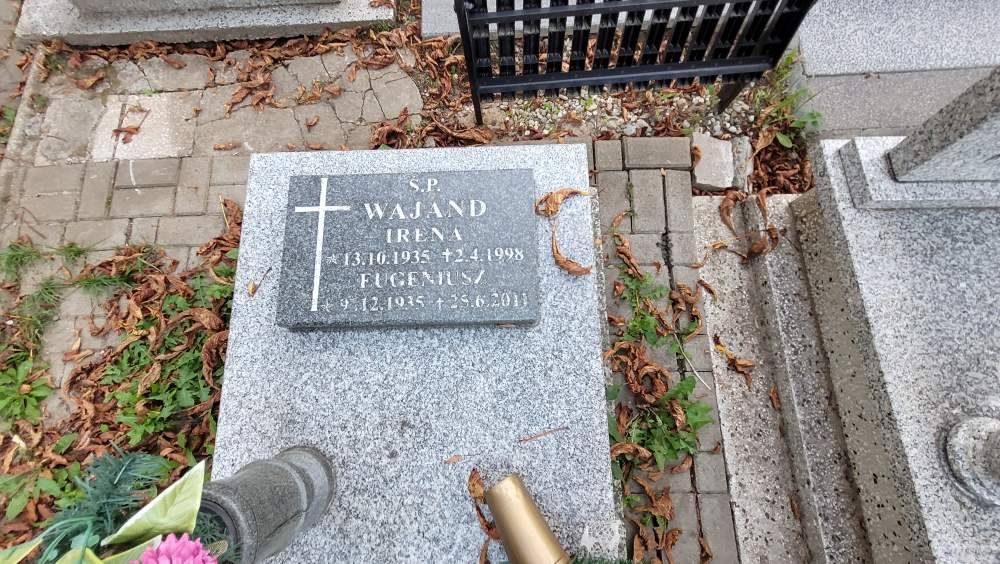 S.P.
WAJAND
IRENA
* 13.10.1935 + 2.4.1998
EUGENIUSZ
* 9.12.1935 + 25.6.2011